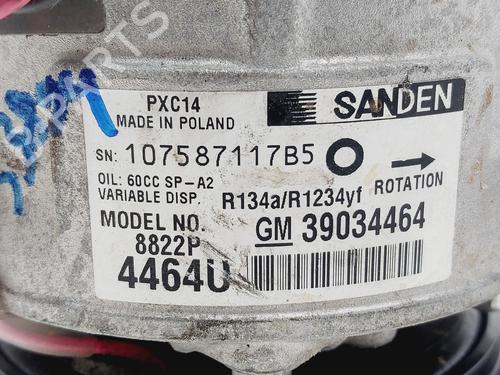 PXC14
MADE IN POLAND
SANDEN
SN: 107587117B5
OIL: 60CC SP-A2
VARIABLE DISP.
R134a/R1234yf
ROTATION
MODEL NO.
8822P
GM 39034464
4464U